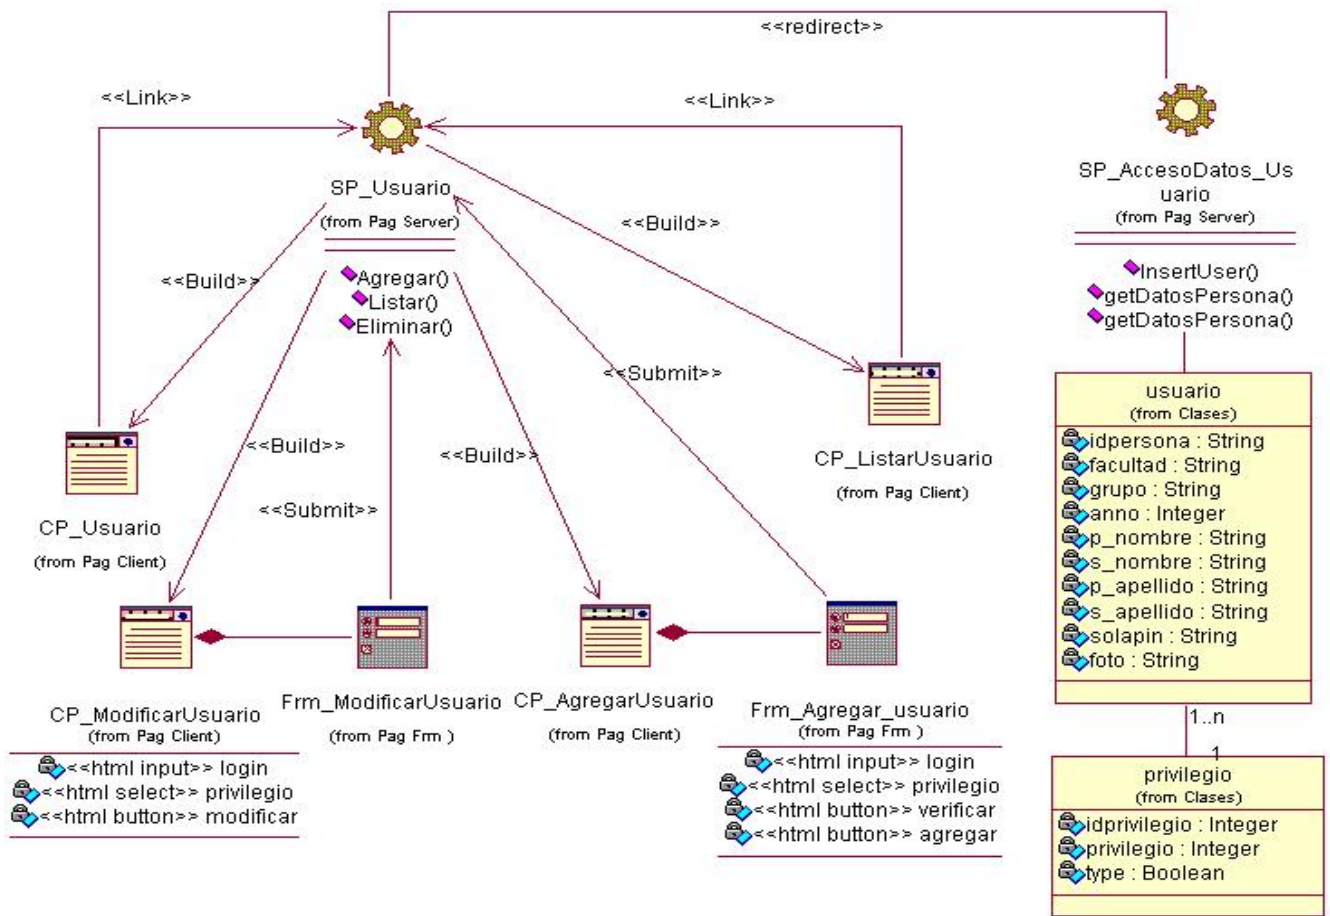 <<redirect>>
<<Link>>
<<Link>>
SP_Usuario
(from Pag Server)
Agregar()
Listar()
Eliminar()
SP_AccesoDatos_Us
uario
(from Pag Server)
InsertUser()
getDatosPersona()
getDatosPersona()
<<Build>>
<<Build>>
<<Submit>>
<<Build>>
<<Build>>
<<Submit>>
CP_Usuario
(from Pag Client)
CP_ListarUsuario
(from Pag Client)
usuario
(from Clases)
idpersona : String
facultad : String
grupo : String
anno : Integer
p_nombre : String
s_nombre : String
p_apellido : String
s_apellido : String
solapin : String
foto : String
CP_ModificarUsuario
(from Pag Client)
<<html input>> login
<<html select>> privilegio
<<html button>> modificar
Frm_ModificarUsuario
(from Pag Frm )
CP_AgregarUsuario
(from Pag Client)
Frm_Agregar_usuario
(from Pag Frm )
<<html input>> login
<<html select>> privilegio
<<html button>> verificar
<<html button>> agregar
1..n
1
privilegio
(from Clases)
idprivilegio : Integer
privilegio : Integer
type : Boolean